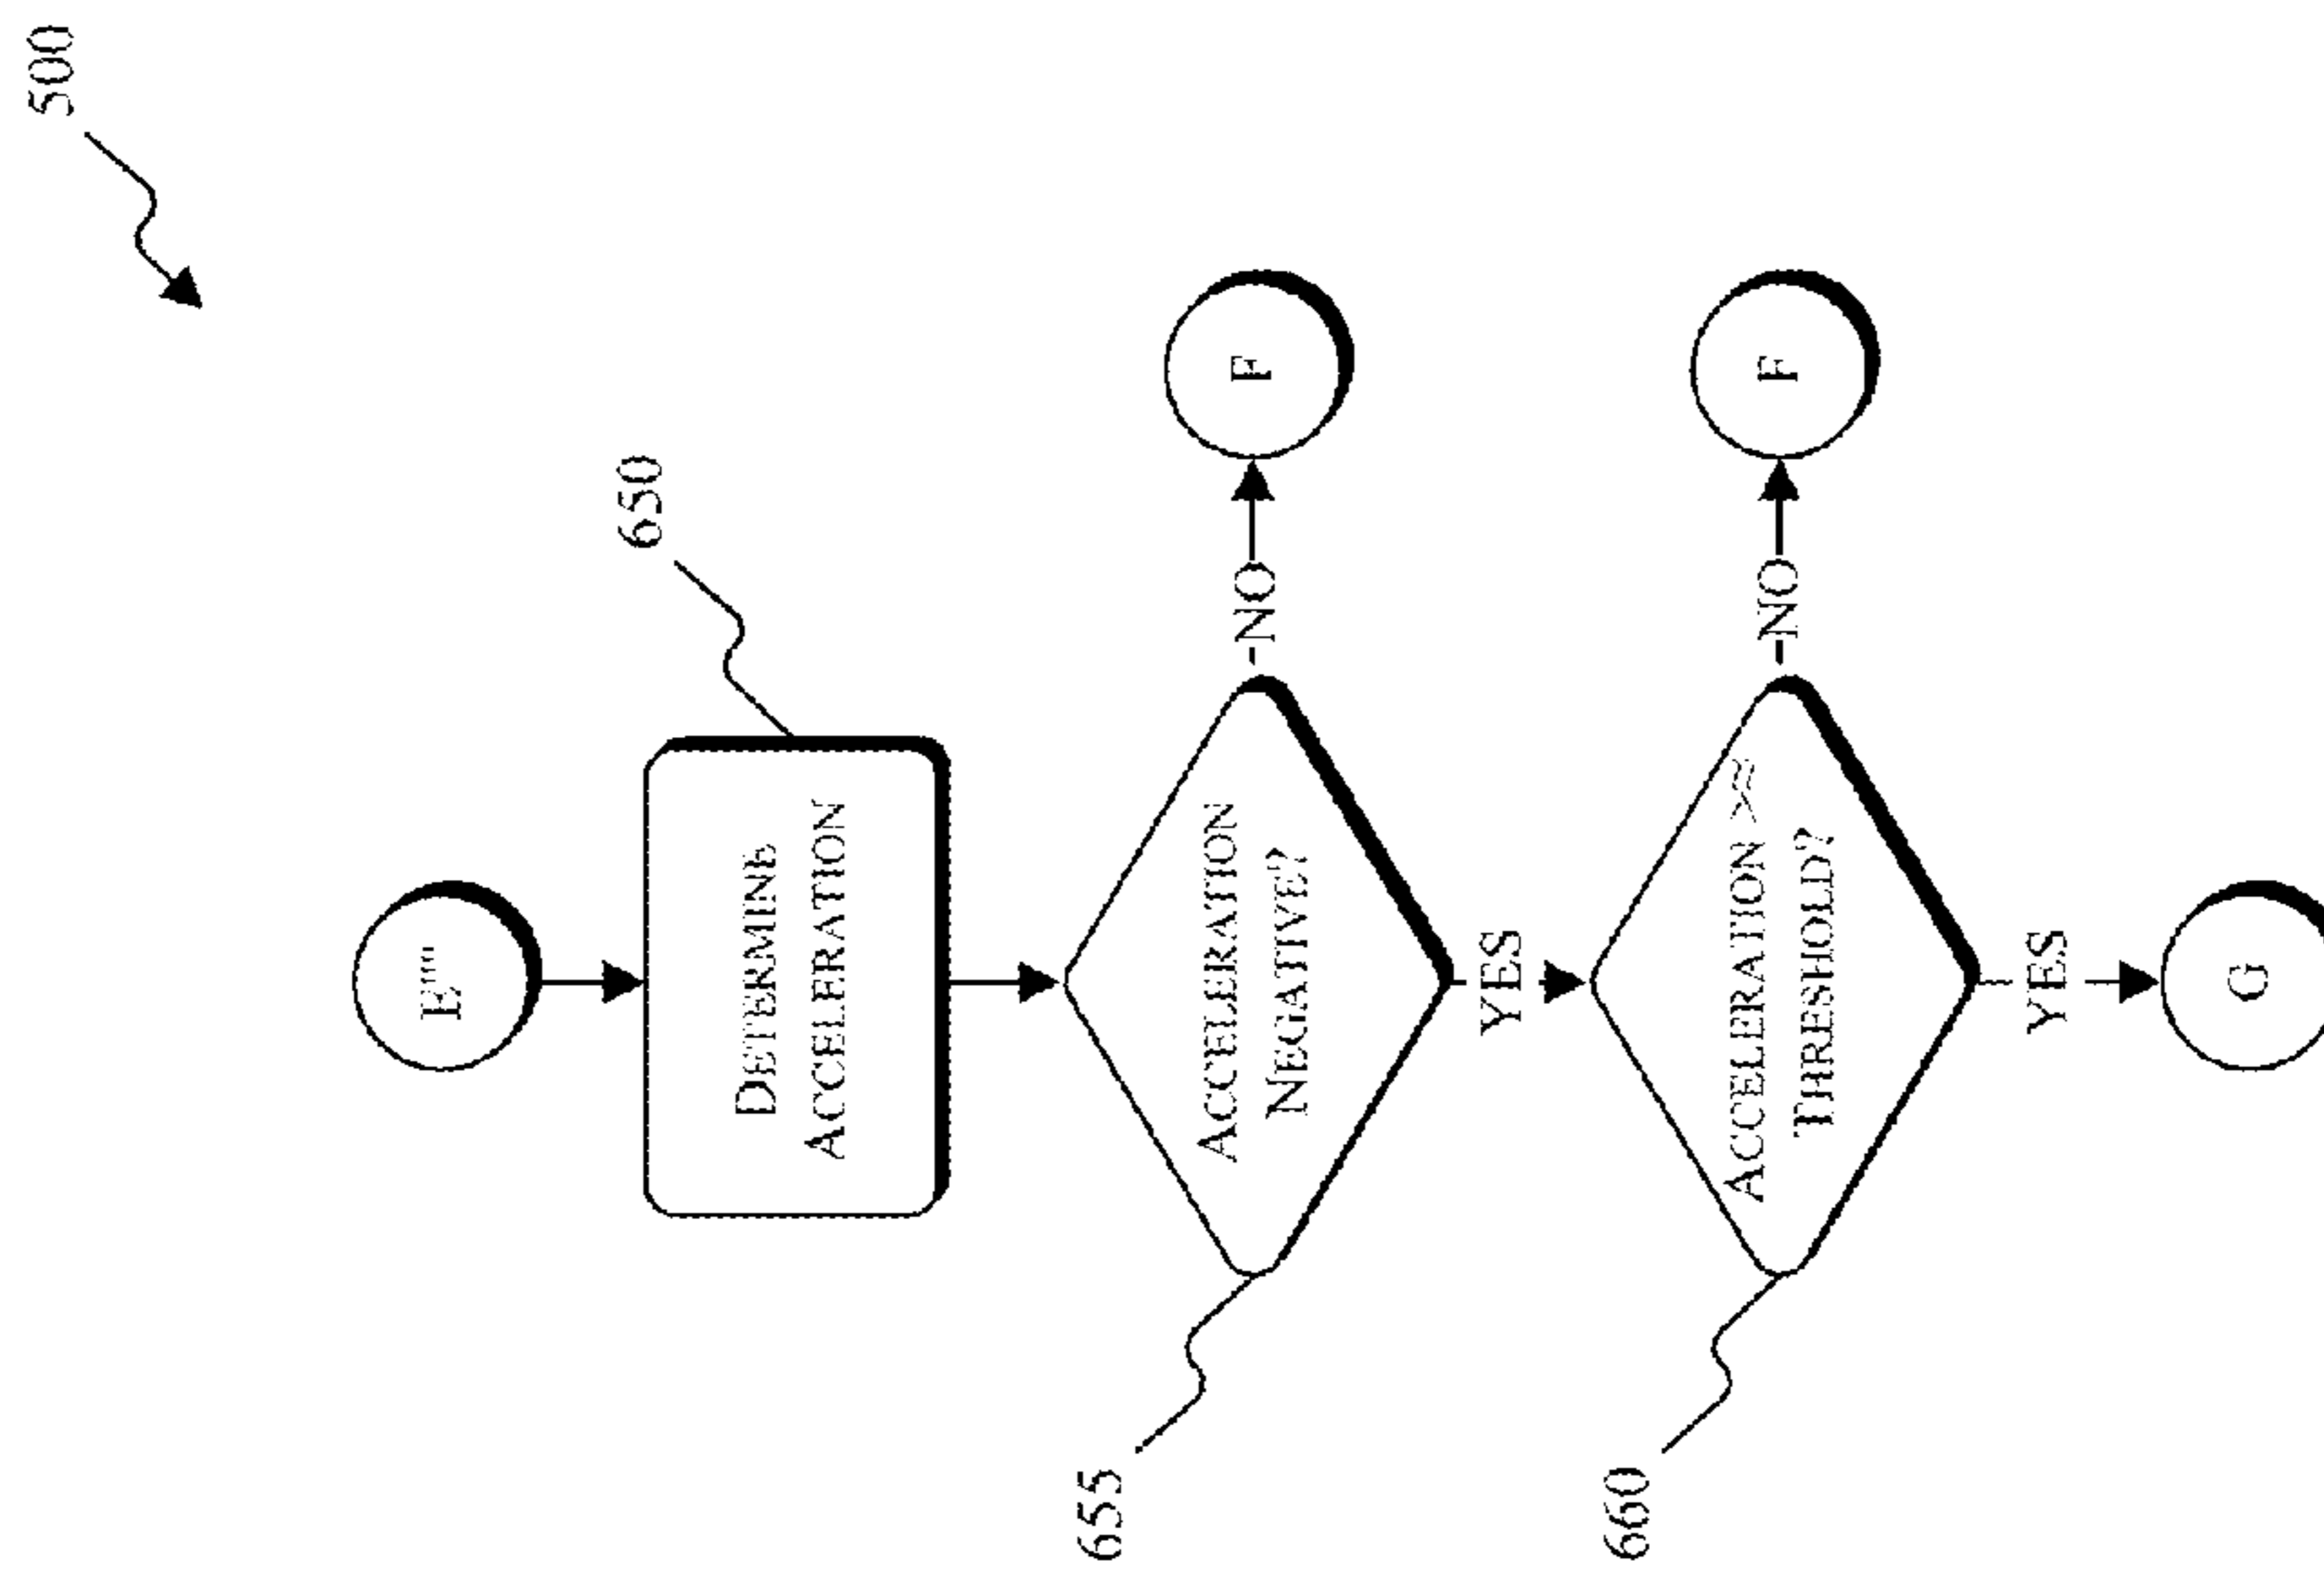 500
E''''
650
DETERMINE
ACCELERATION
655
ACCELERATION
NEGATIVE?
NO
F
YES
660
ACCELERATION >≈
THRESHOLD?
NO
F
YES
G